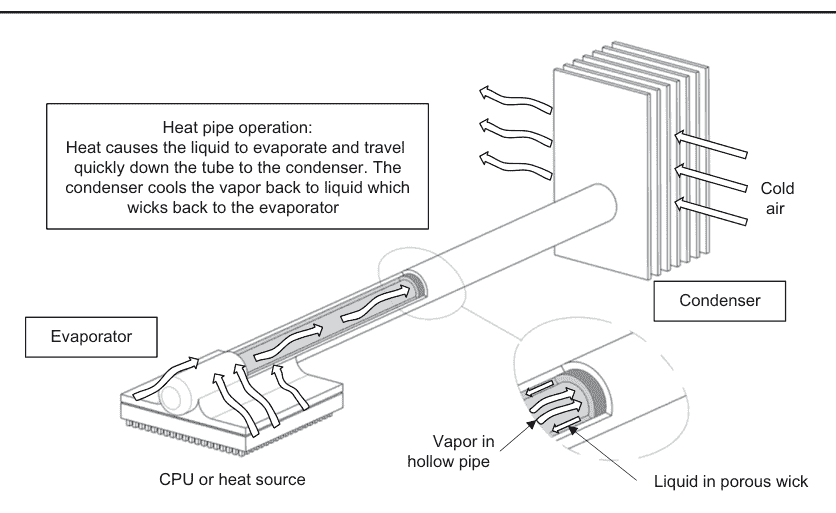 Heat pipe operation:
Heat causes the liquid to evaporate and travel
quickly down the tube to the condenser. The
condenser cools the vapor back to liquid which
wicks back to the evaporator
Cold
air
Condenser
Evaporator
Vapor in
hollow pipe
CPU or heat source
Liquid in porous wick